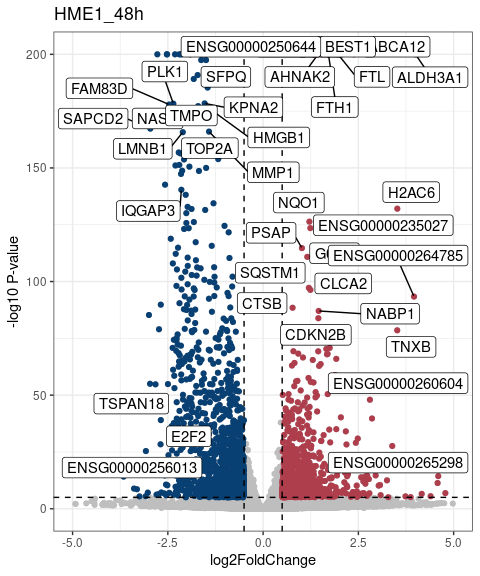 HME1_48h
ENSG00000250644
BEST1
ABCA12
PLK1
SFPQ
AHNAK2
FTL
ALDH3A1
FAM83D
KPNA2
FTH1
SAPCD2
TMPO
HMGB1
LMNB1
TOP2A
MMP1
H2AC6
IQGAP3
NQO1
PSAP
ENSG00000235027
ENSG00000264785
SQSTM1
CLCA2
CTSB
NABP1
CDKN2B
TNXB
ENSG00000260604
TSPAN18
E2F2
ENSG00000256013
ENSG00000265298
200
150
100
50
0
-log10 P-value
-5.0 -2.5 0.0 2.5 5.0
log2FoldChange